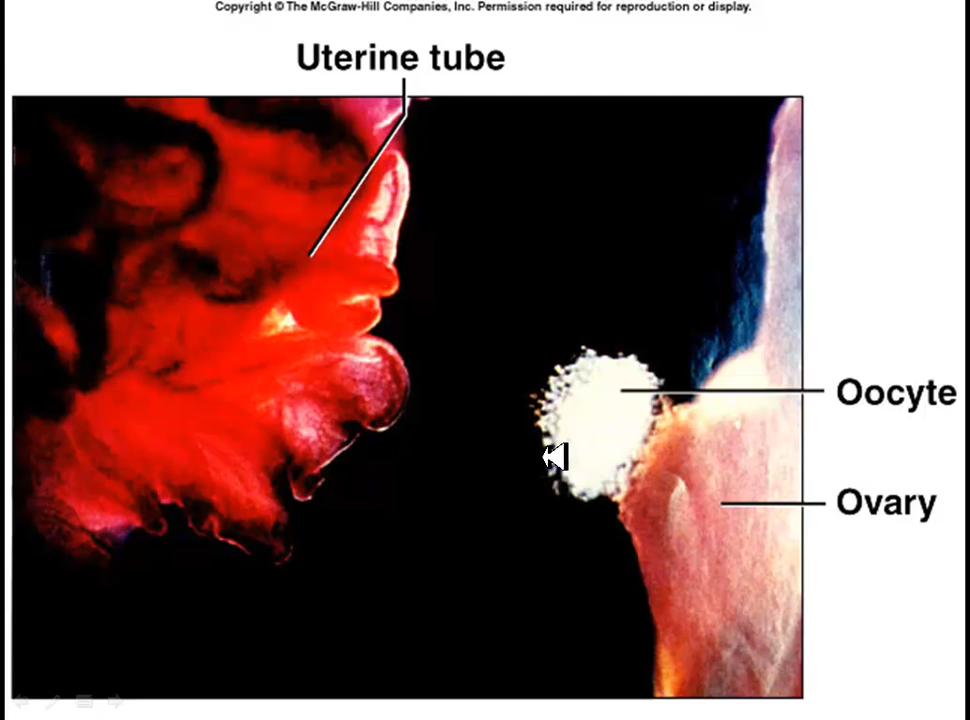 Copyright © The McGraw-Hill Companies, Inc. Permission required for reproduction or display.
Uterine tube
Oocyte
Ovary